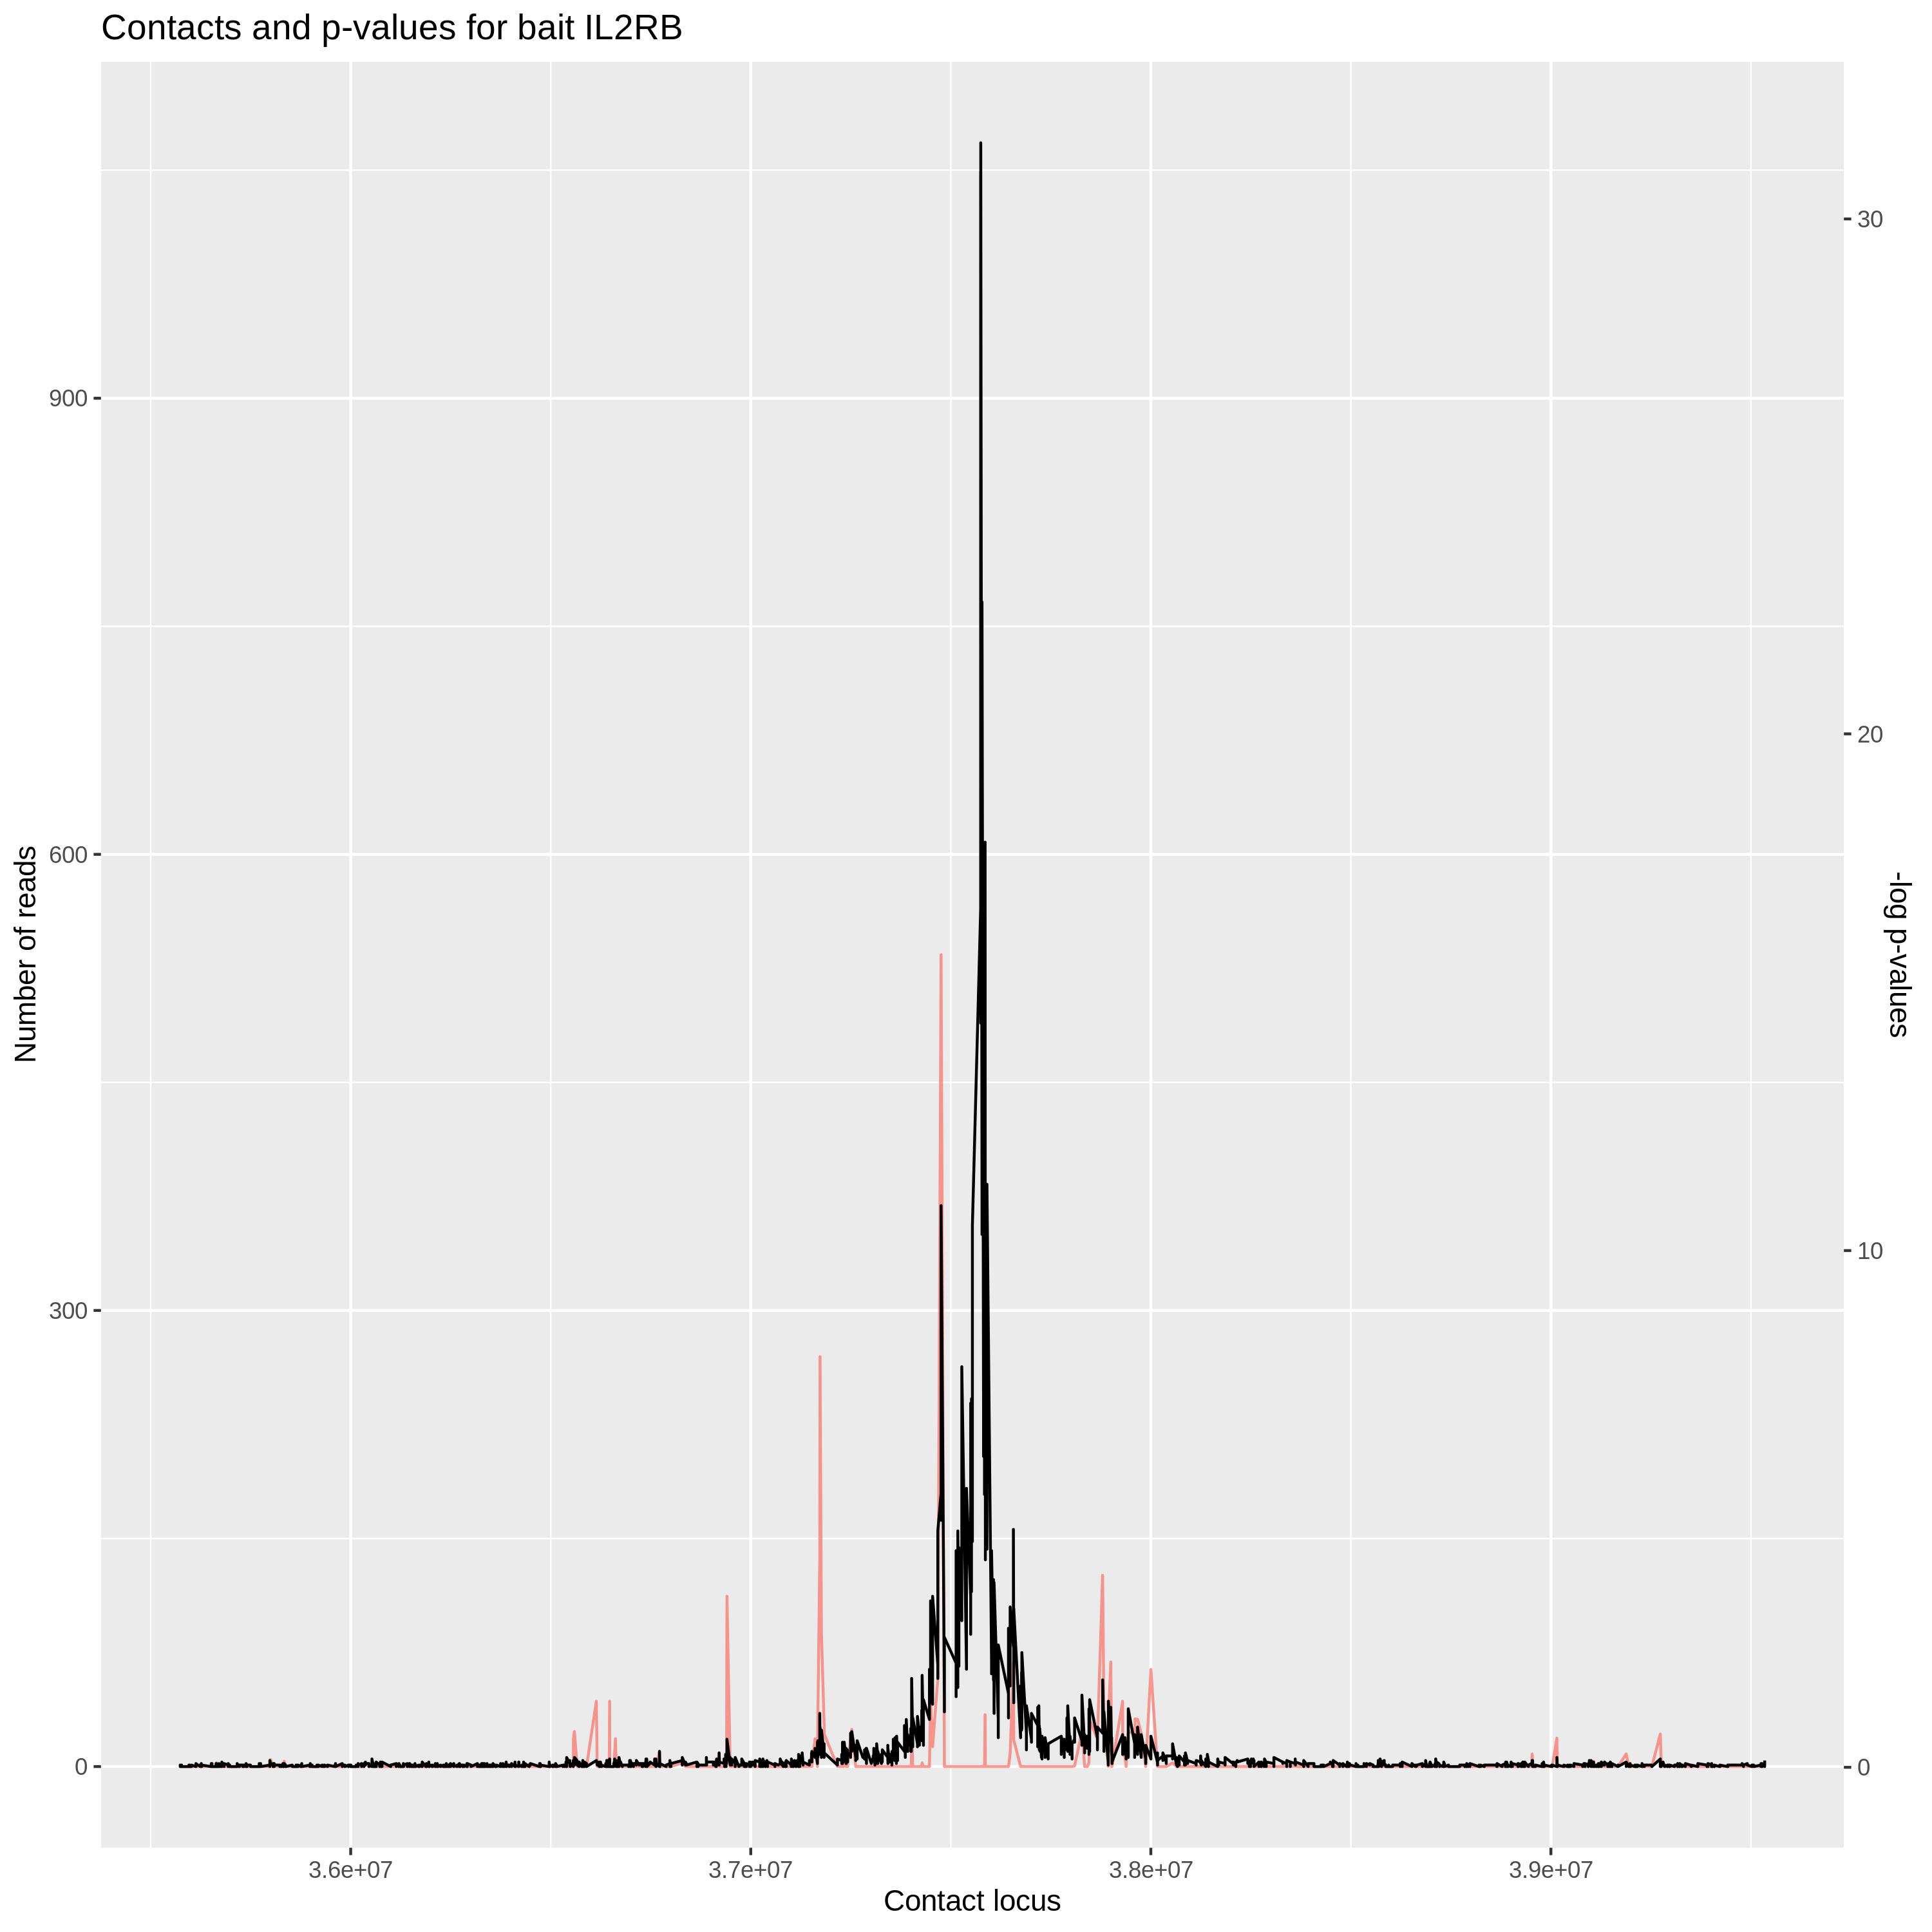 Contacts and p-values for bait IL2RB
Number of reads
900
600
300
0
30
20
10
0
-log p-values
3.6e+07
3.7e+07
3.8e+07
3.9e+07
Contact locus